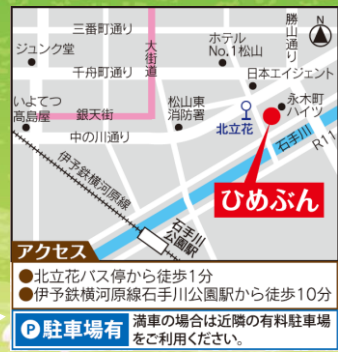 三番町通り
ジュンク堂
大街道
ホテル
No.1松山
勝山通り
N
千舟町通り
日本エイジェント
いよてつ
高島屋
銀天街
松山東
消防署
北立花
永木町
ハイツ
中の川通り
石手川
R11
伊予鉄横河原線
ひめぶん
石手川
公園駅
アクセス
●北立花バス停から徒歩1分
●伊予鉄横河原線石手川公園駅から徒歩10分
P駐車場有
満車の場合は近隣の有料駐車場
をご利用ください。